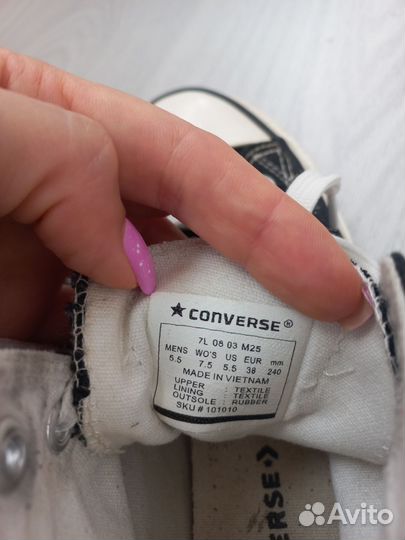 ★CONVERSE®
7L 08 03 M25
MENS WO'S US EUR mm
5.5 7.5 5.5 38 240
MADE IN VIETNAM
UPPER : TEXTILE
LINING : TEXTILE
OUTSOLE : RUBBER
SKU # 101010
ERSE
Avito